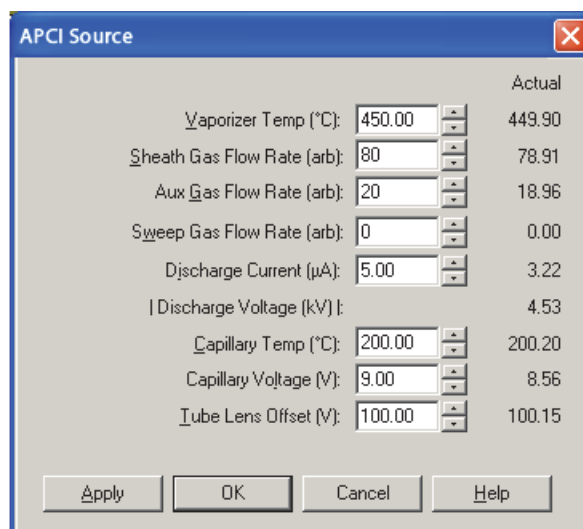 APCI Source
Actual
Vaporizer Temp (°C): 450.00 449.90
Sheath Gas Flow Rate (arb): 80 78.91
Aux Gas Flow Rate (arb): 20 18.96
Sweep Gas Flow Rate (arb): 0 0.00
Discharge Current (µA): 5.00 3.22
| Discharge Voltage (kV) |: 4.53
Capillary Temp (°C): 200.00 200.20
Capillary Voltage (V): 9.00 8.56
Tube Lens Offset (V): 100.00 100.15
Apply OK Cancel Help